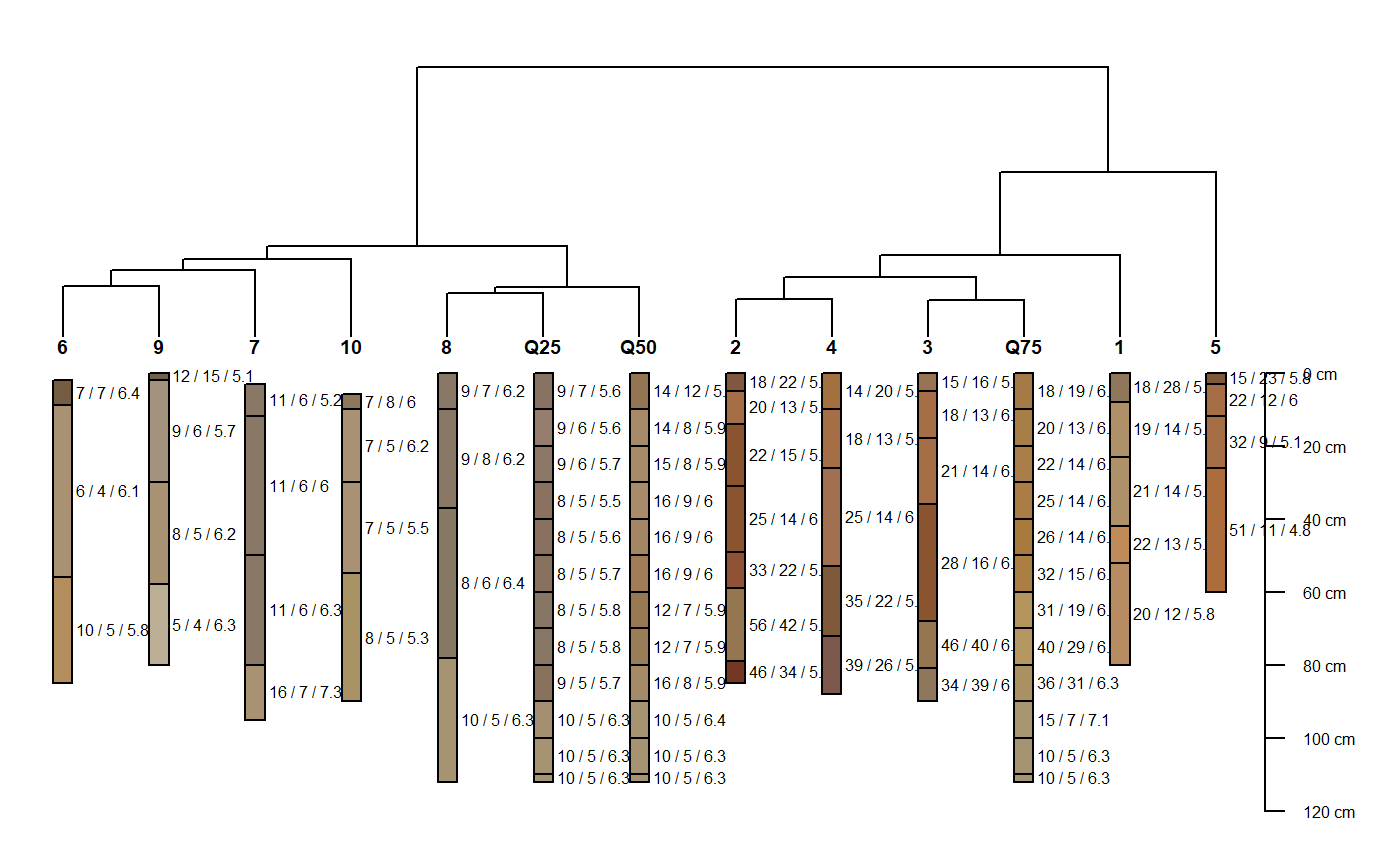 6 9 7 10 8 Q25 Q50 2 4 3 Q75 1 5
7 / 7 / 6.4
6 / 4 / 6.1
10 / 5 / 5.8
12 / 15 / 5.1
9 / 6 / 5.7
8 / 5 / 6.2
5 / 4 / 6.3
11 / 6 / 5.2
11 / 6 / 6
11 / 6 / 6.3
16 / 7 / 7.3
7 / 8 / 6
7 / 5 / 6.2
7 / 5 / 5.5
8 / 5 / 5.3
9 / 7 / 6.2
9 / 8 / 6.2
8 / 6 / 6.4
10 / 5 / 6.3
9 / 7 / 5.6
9 / 6 / 5.6
9 / 6 / 5.7
8 / 5 / 5.5
8 / 5 / 5.6
8 / 5 / 5.7
8 / 5 / 5.8
8 / 5 / 5.8
9 / 5 / 5.7
10 / 5 / 6.3
10 / 5 / 6.3
10 / 5 / 6.3
14 / 12 / 5.
14 / 8 / 5.9
15 / 8 / 5.9
16 / 9 / 6
16 / 9 / 6
16 / 9 / 6
12 / 7 / 5.9
12 / 7 / 5.9
16 / 8 / 5.9
10 / 5 / 6.4
10 / 5 / 6.3
10 / 5 / 6.3
18 / 22 / 5.
20 / 13 / 5.
22 / 15 / 5.
25 / 14 / 6
33 / 22 / 5.
56 / 42 / 5.
46 / 34 / 5.
14 / 20 / 5.
18 / 13 / 5.
25 / 14 / 6
35 / 22 / 5.
39 / 26 / 5.
15 / 16 / 5.
18 / 13 / 6.
21 / 14 / 6.
28 / 16 / 6.
46 / 40 / 6.
34 / 39 / 6
18 / 19 / 6.
20 / 13 / 6.
22 / 14 / 6.
25 / 14 / 6.
26 / 14 / 6.
32 / 15 / 6.
31 / 19 / 6.
40 / 29 / 6.
36 / 31 / 6.3
15 / 7 / 7.1
10 / 5 / 6.3
10 / 5 / 6.3
18 / 28 / 5.
19 / 14 / 5.
21 / 14 / 5.
22 / 13 / 5.
20 / 12 / 5.8
15 / 23 / 5.8
22 / 12 / 6
32 / 9 / 5.1
51 / 11 / 4.8
0 cm
20 cm
40 cm
60 cm
80 cm
100 cm
120 cm